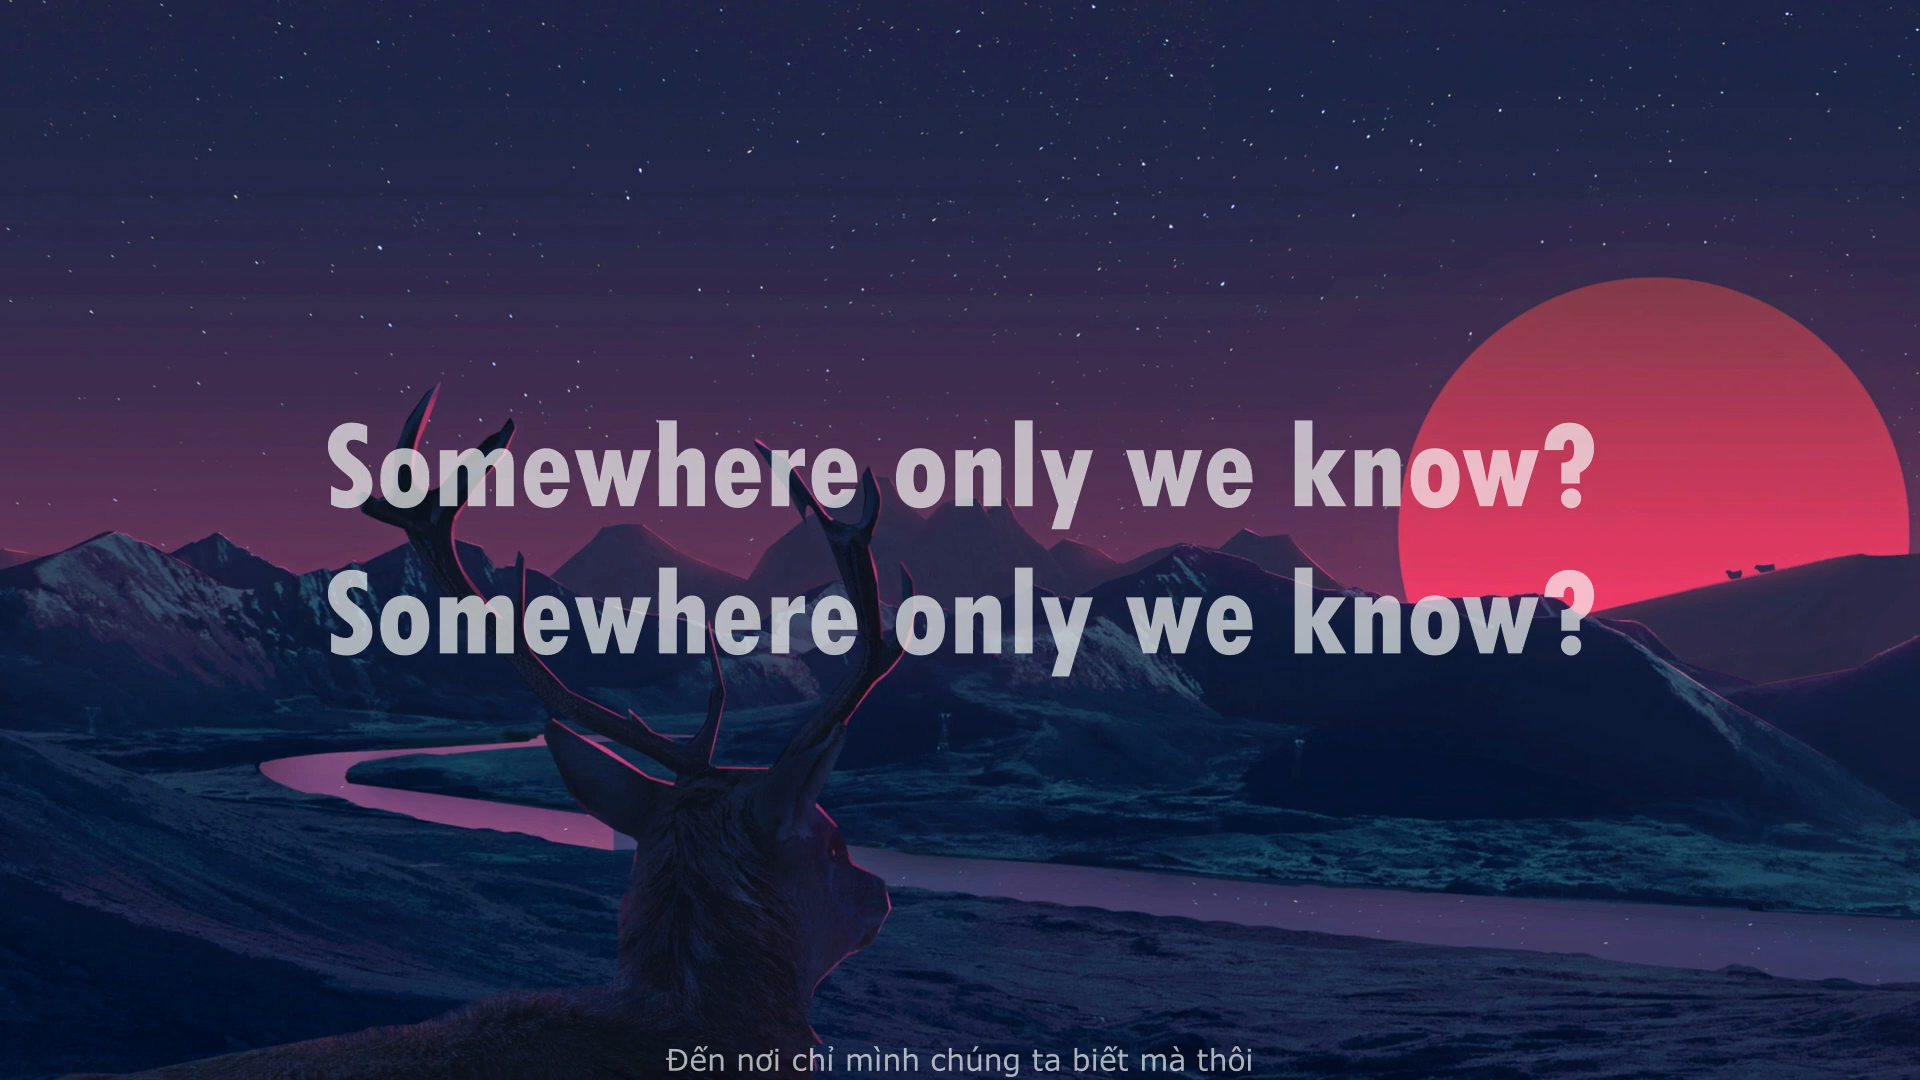 Somewhere only we know?
Somewhere only we know?
Đến nơi chỉ mình chúng ta biết mà thôi